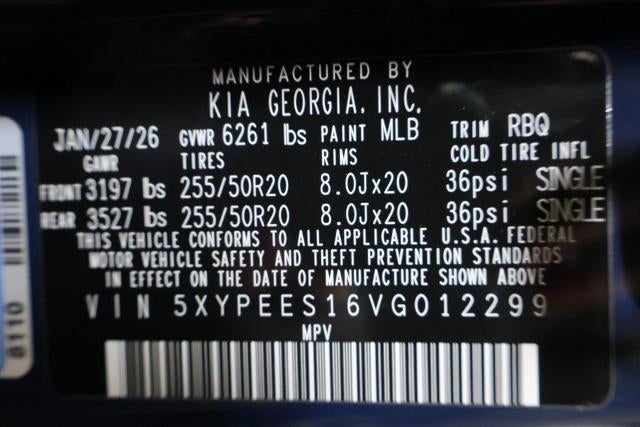 MANUFACTURED BY
KIA GEORGIA, INC.
JAN/27/26 GVWR 6261 lbs PAINT MLB TRIM RBQ
GAWR TIRES RIMS COLD TIRE INFL
FRONT 3197 lbs 255/50R20 8.0Jx20 36psi SINGLE
REAR 3527 lbs 255/50R20 8.0Jx20 36psi SINGLE
THIS VEHICLE CONFORMS TO ALL APPLICABLE U.S.A. FEDERAL
MOTOR VEHICLE SAFETY AND THEFT PREVENTION STANDARDS
IN EFFECT ON THE DATE OF MANUFACTURE SHOWN ABOVE
VIN 5XYPEES16VG012299
MPV
8110